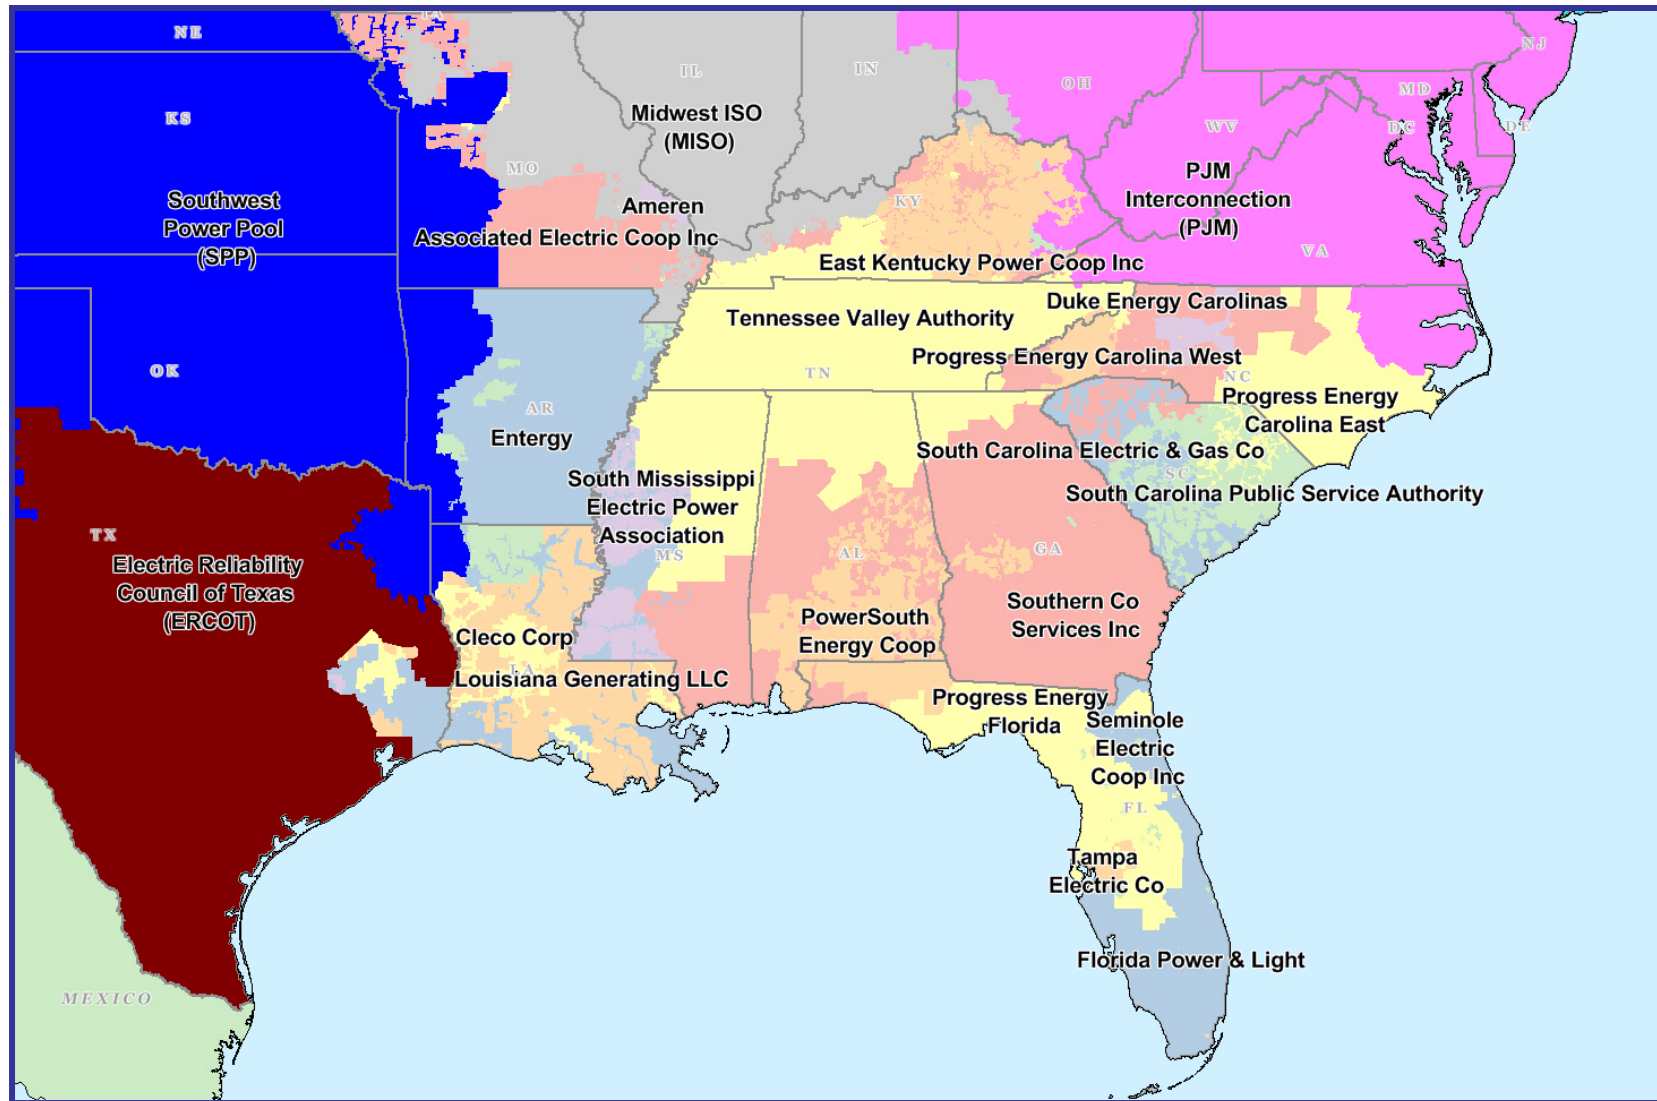 NE
IA
NJ
IL
IN
OH
MD
KS
Midwest ISO
(MISO)
WV
DC
DE
MO
PJM
Interconnection
(PJM)
Southwest
Power Pool
(SPP)
Ameren
KY
Associated Electric Coop Inc
VA
East Kentucky Power Coop Inc
Duke Energy Carolinas
Tennessee Valley Authority
Progress Energy Carolina West
OK
TN
NC
Progress Energy
Carolina East
AR
Entergy
South Carolina Electric & Gas Co
SC
South Mississippi
Electric Power
Association
South Carolina Public Service Authority
TX
MS
AL
GA
Electric Reliability
Council of Texas
(ERCOT)
Southern Co
Services Inc
PowerSouth
Energy Coop
Cleco Corp
LA
Louisiana Generating LLC
Progress Energy
Florida
Seminole
Electric
Coop Inc
FL
Tampa
Electric Co
Florida Power & Light
MEXICO